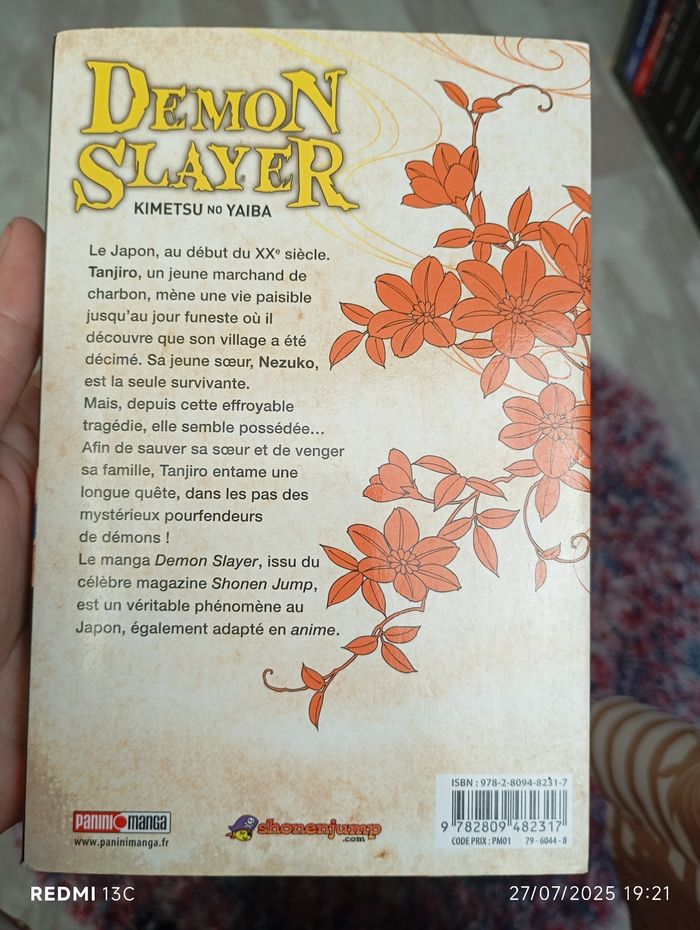 DEMON
SLAYER
KIMETSU NO YAIBA
Le Japon, au début du XXe siècle.
Tanjiro, un jeune marchand de
charbon, mène une vie paisible
jusqu'au jour funeste où il
découvre que son village a été
décimé. Sa jeune sœur, Nezuko,
est la seule survivante.
Mais, depuis cette effroyable
tragédie, elle semble possédée…
Afin de sauver sa sœur et de venger
sa famille, Tanjiro entame une
longue quête, dans les pas des
mystérieux pourfendeurs
de démons !
Le manga Demon Slayer, issu du
célèbre magazine Shonen Jump,
est un véritable phénomène au
Japon, également adapté en anime.
ISBN : 978-2-8094-8231-7
9 782809 482317
CODE PRIX : PM01 79-6044-8
PANINI MANGA
www.paninimanga.fr
shonenjump
.com
REDMI 13C
27/07/2025 19:21